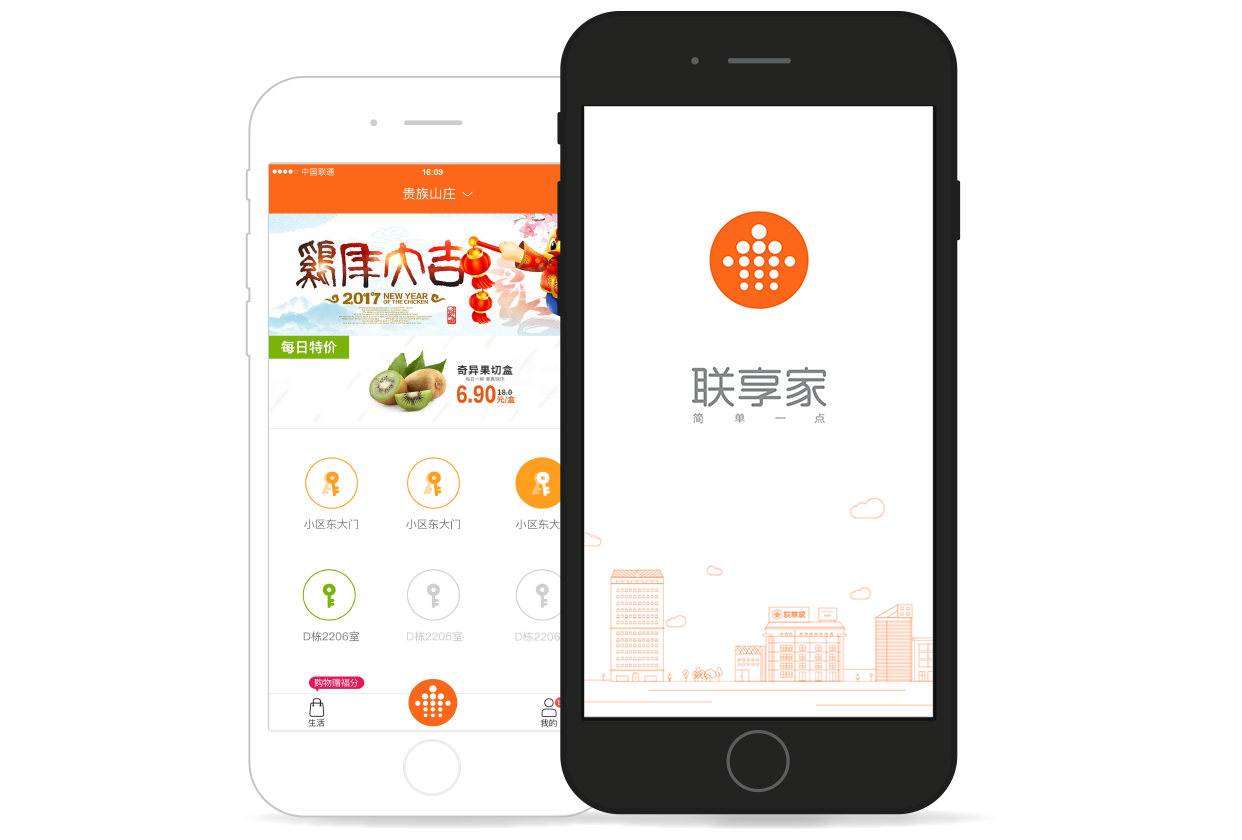 中国联通
16:09
贵族山庄
鷄年大吉
2017 NEW YEAR
OF THE CHICKEN
每日特价
奇异果切盒
6.90 18.0
元/盒
小区东大门
小区东大门
小区东大
D栋2206室
D栋2206室
D栋2206
购物赠福分
生活
我的
联享家
简单一点
联享家